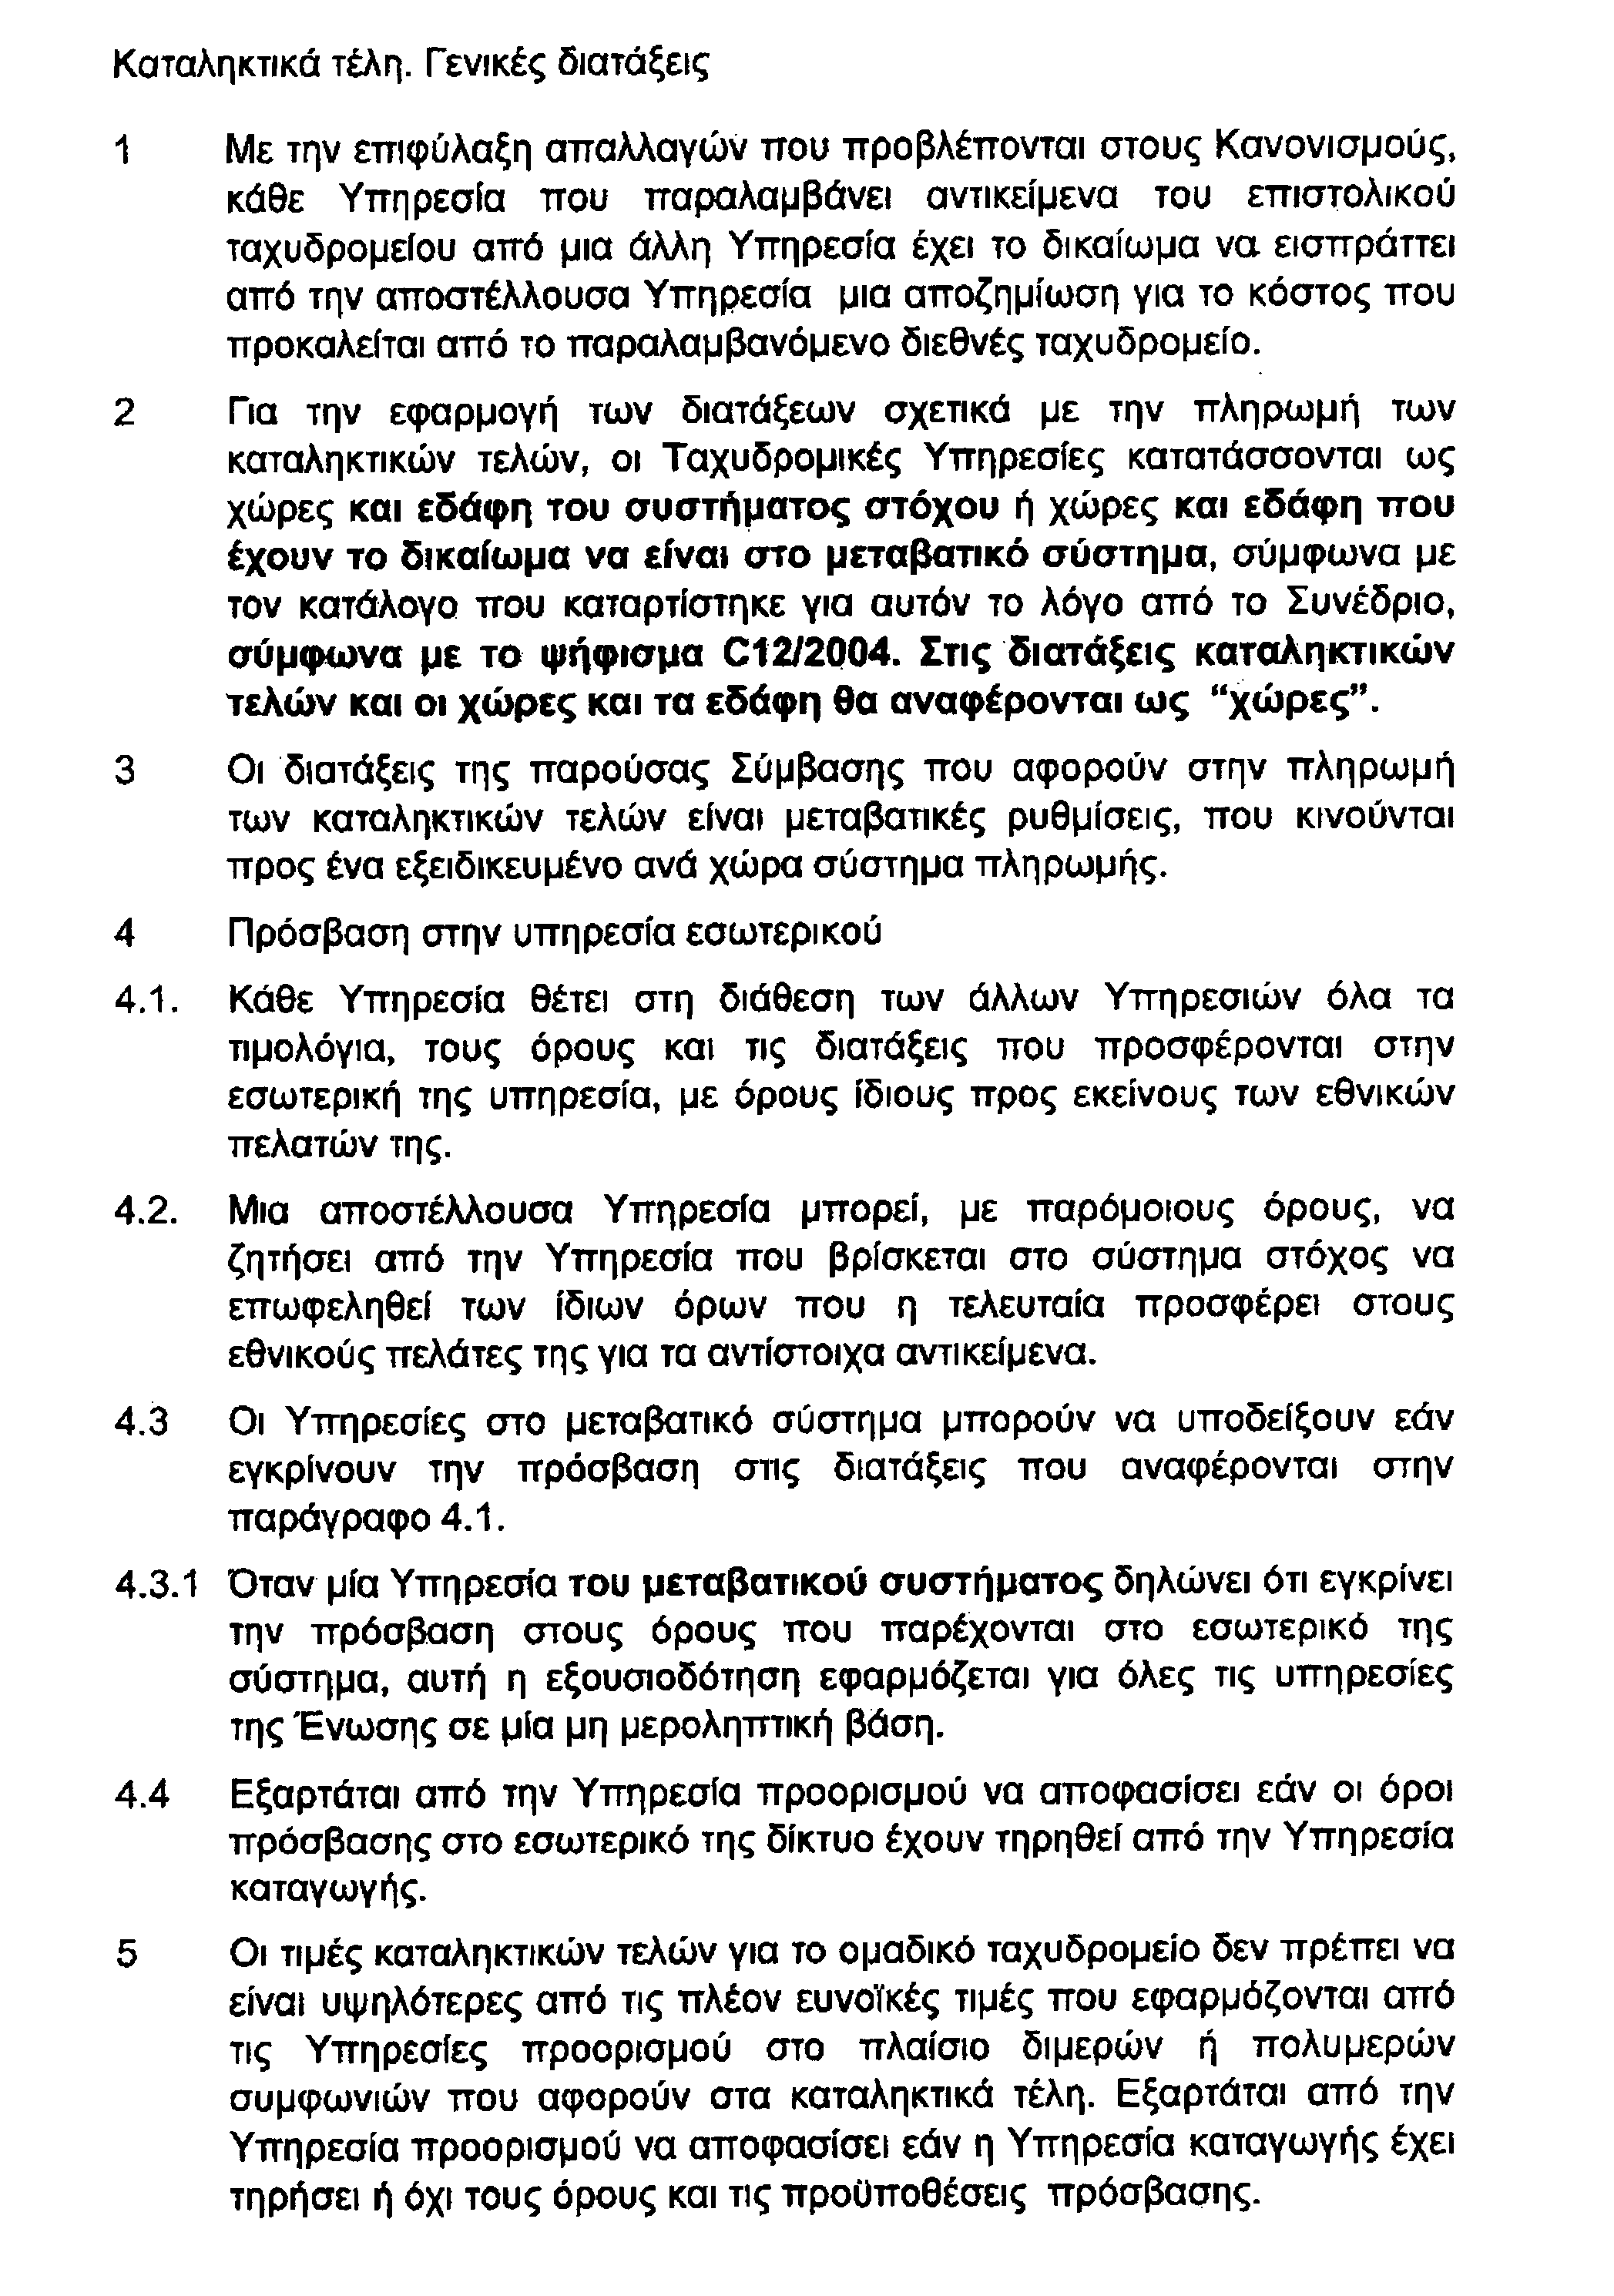 Καταληκτικά τέλη. Γενικές διατάξεις
1 Με την επιφύλαξη απαλλαγών που προβλέπονται στους Κανονισμούς,
κάθε Υπηρεσία που παραλαμβάνει αντικείμενα του επιστολικού
ταχυδρομείου από μια άλλη Υπηρεσία έχει το δικαίωμα να εισπράττει
από την αποστέλλουσα Υπηρεσία μια αποζημίωση για το κόστος που
προκαλείται από το παραλαμβανόμενο διεθνές ταχυδρομείο.
2 Για την εφαρμογή των διατάξεων σχετικά με την πληρωμή των
καταληκτικών τελών, οι Ταχυδρομικές Υπηρεσίες κατατάσσονται ως
χώρες και εδάφη του συστήματος στόχου ή χώρες και εδάφη που
έχουν το δικαίωμα να είναι στο μεταβατικό σύστημα, σύμφωνα με
τον κατάλογο που καταρτίστηκε για αυτόν το λόγο από το Συνέδριο,
σύμφωνα με το ψήφισμα C12/2004. Στις διατάξεις καταληκτικών
τελών και οι χώρες και τα εδάφη θα αναφέρονται ως “χώρες”.
3 Οι διατάξεις της παρούσας Σύμβασης που αφορούν στην πληρωμή
των καταληκτικών τελών είναι μεταβατικές ρυθμίσεις, που κινούνται
προς ένα εξειδικευμένο ανά χώρα σύστημα πληρωμής.
4 Πρόσβαση στην υπηρεσία εσωτερικού
4.1. Κάθε Υπηρεσία θέτει στη διάθεση των άλλων Υπηρεσιών όλα τα
τιμολόγια, τους όρους και τις διατάξεις που προσφέρονται στην
εσωτερική της υπηρεσία, με όρους ίδιους προς εκείνους των εθνικών
πελατών της.
4.2. Μια αποστέλλουσα Υπηρεσία μπορεί, με παρόμοιους όρους, να
ζητήσει από την Υπηρεσία που βρίσκεται στο σύστημα στόχος να
επωφεληθεί των ίδιων όρων που η τελευταία προσφέρει στους
εθνικούς πελάτες της για τα αντίστοιχα αντικείμενα.
4.3 Οι Υπηρεσίες στο μεταβατικό σύστημα μπορούν να υποδείξουν εάν
εγκρίνουν την πρόσβαση στις διατάξεις που αναφέρονται στην
παράγραφο 4.1.
4.3.1 Όταν μία Υπηρεσία του μεταβατικού συστήματος δηλώνει ότι εγκρίνει
την πρόσβαση στους όρους που παρέχονται στο εσωτερικό της
σύστημα, αυτή η εξουσιοδότηση εφαρμόζεται για όλες τις υπηρεσίες
της Ένωσης σε μία μη μεροληπτική βάση.
4.4 Εξαρτάται από την Υπηρεσία προορισμού να αποφασίσει εάν οι όροι
πρόσβασης στο εσωτερικό της δίκτυο έχουν τηρηθεί από την Υπηρεσία
καταγωγής.
5 Οι τιμές καταληκτικών τελών για το ομαδικό ταχυδρομείο δεν πρέπει να
είναι υψηλότερες από τις πλέον ευνοϊκές τιμές που εφαρμόζονται από
τις Υπηρεσίες προορισμού στο πλαίσιο διμερών ή πολυμερών
συμφωνιών που αφορούν στα καταληκτικά τέλη. Εξαρτάται από την
Υπηρεσία προορισμού να αποφασίσει εάν η Υπηρεσία καταγωγής έχει
τηρήσει ή όχι τους όρους και τις προϋποθέσεις πρόσβασης.